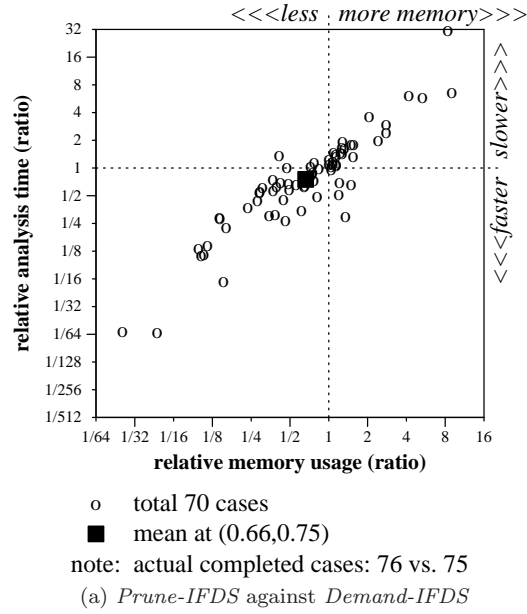 <<<less more memory>>>
32
16
8
4
2
1
1/2
1/4
1/8
1/16
1/32
1/64
1/128
1/256
1/512
relative analysis time (ratio)
<<<faster slower>>>
1/64 1/32 1/16 1/8 1/4 1/2 1 2 4 8 16
relative memory usage (ratio)
o total 70 cases
mean at (0.66,0.75)
note: actual completed cases: 76 vs. 75
(a) Prune-IFDS against Demand-IFDS